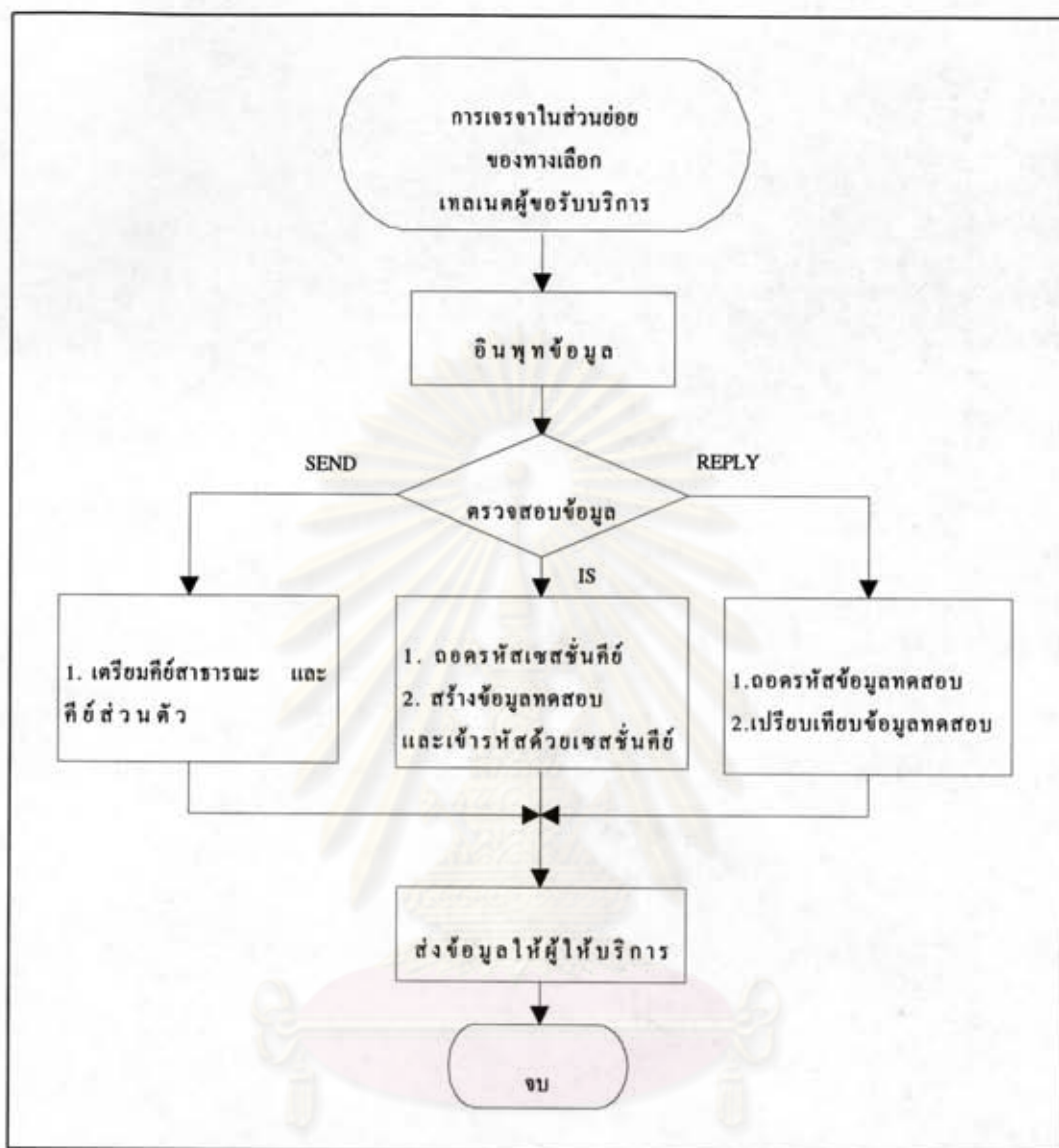 การเจรจาในส่วนย่อย
ของทางเลือก
เทลเนตผู้ขอรับบริการ
อินพุทข้อมูล
SEND
REPLY
ตรวจสอบข้อมูล
IS
1. เตรียมคีย์สาธารณะ และ
คีย์ส่วนตัว
1. ถอดรหัสเซสชั่นคีย์
2. สร้างข้อมูลทดสอบ
และเข้ารหัสด้วยเซสชั่นคีย์
1.ถอดรหัสข้อมูลทดสอบ
2.เปรียบเทียบข้อมูลทดสอบ
ส่งข้อมูลให้ผู้ให้บริการ
จบ